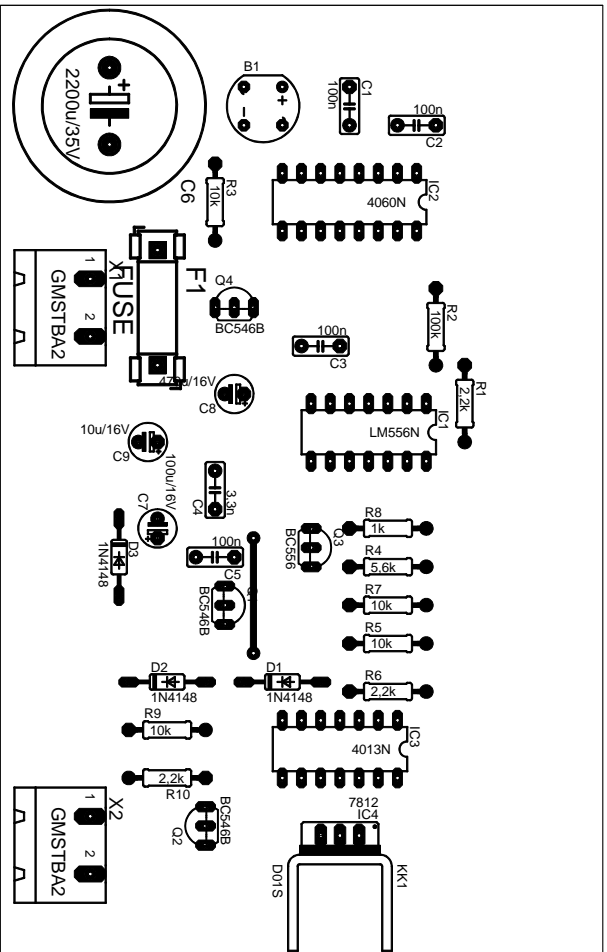 2200u/35V
C6
B1
C1
100n
100n
C2
R3
10k
4060N
IC2
1
X1
GMSTBA2
2
FUSE
F1
Q4
BC546B
R2
100k
100n
C3
R1
2,2k
IC1
LM556N
470u/16V
C8
10u/16V
C9
100u/16V
C7
3,3n
C4
D3
1N4148
100n
C5
BC546B
Q3
BC556
R8
1k
R4
5,6k
R7
10k
R5
10k
R6
2,2k
D2
1N4148
D1
1N4148
R9
10k
2,2k
R10
IC3
4013N
1
X2
GMSTBA2
2
BC546B
Q2
7812
IC4
D01S
KK1